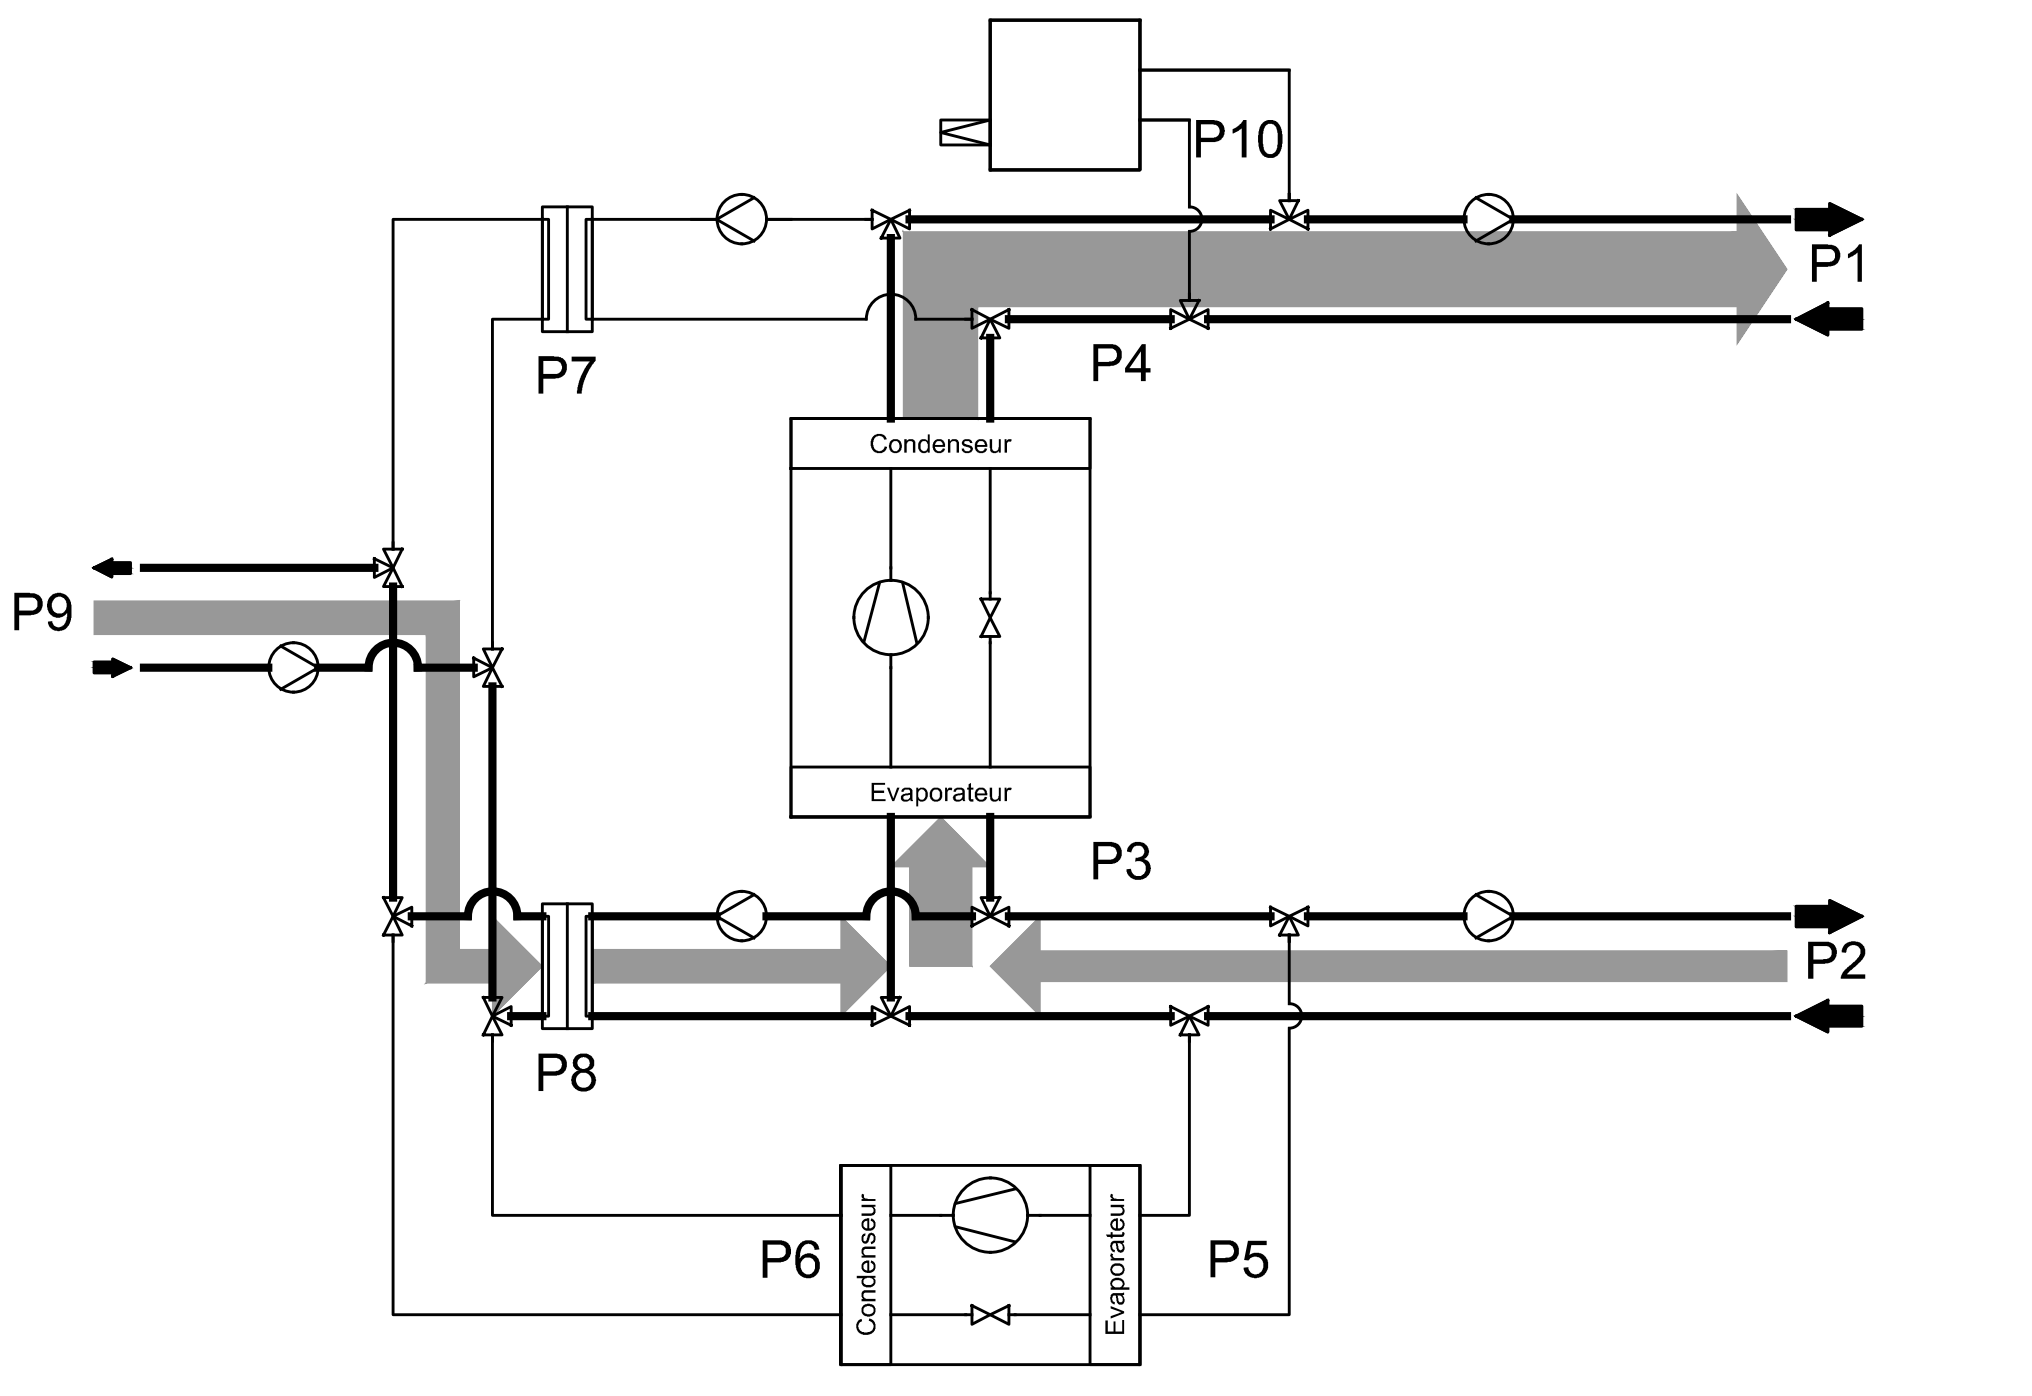 P10
P1
P7
P4
Condenseur
P9
Evaporateur
P3
P2
P8
P6
Condenseur
Evaporateur
P5